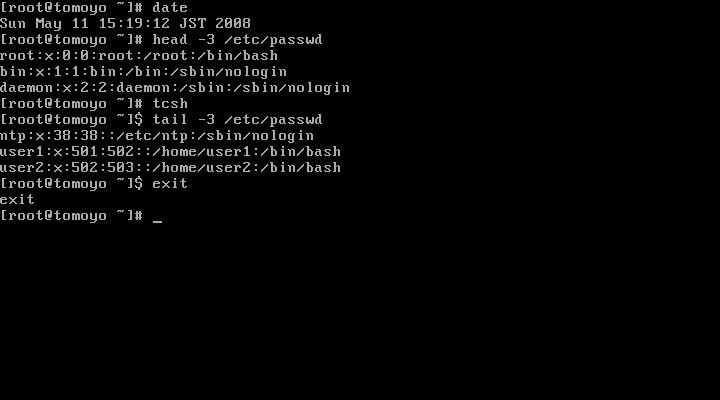 [root@tomoyo ~]# date
Sun May 11 15:19:12 JST 2008
[root@tomoyo ~]# head -3 /etc/passwd
root:x:0:0:root:/root:/bin/bash
bin:x:1:1:bin:/bin:/sbin/nologin
daemon:x:2:2:daemon:/sbin:/sbin/nologin
[root@tomoyo ~]# tcsh
[root@tomoyo ~]$ tail -3 /etc/passwd
ntp:x:38:38::/etc/ntp:/sbin/nologin
user1:x:501:502::/home/user1:/bin/bash
user2:x:502:503::/home/user2:/bin/bash
[root@tomoyo ~]$ exit
exit
[root@tomoyo ~]# _